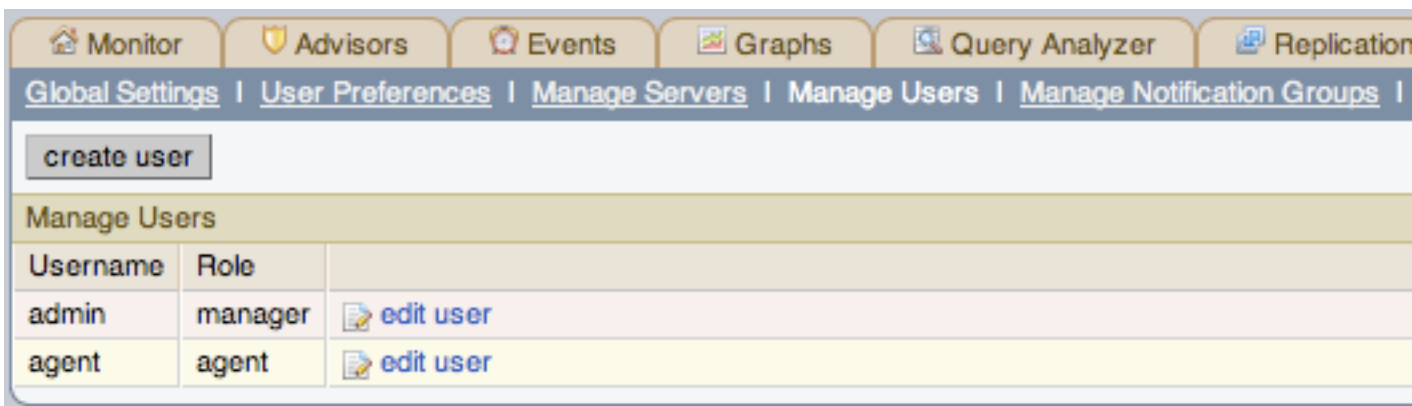 Monitor Advisors Events Graphs Query Analyzer Replication
Global Settings | User Preferences | Manage Servers | Manage Users | Manage Notification Groups |
create user
Manage Users
Username Role
admin manager edit user
agent agent edit user